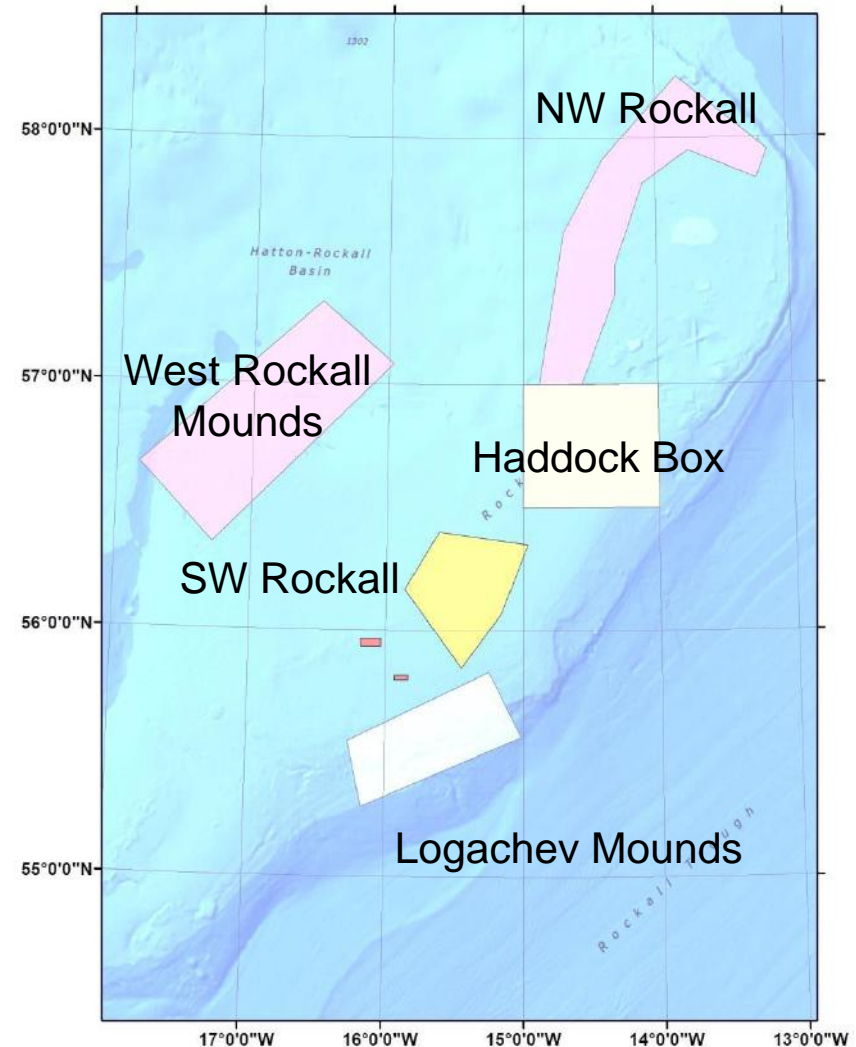 1302
NW Rockall
58°0'0"N
Hatton-Rockall
Basin
57°0'0"N
West Rockall
Mounds
Haddock Box
Rock
SW Rockall
56°0'0"N
Logachev Mounds
55°0'0"N
Rockall
17°0'0"W 16°0'0"W 15°0'0"W 14°0'0"W 13°0'0"W